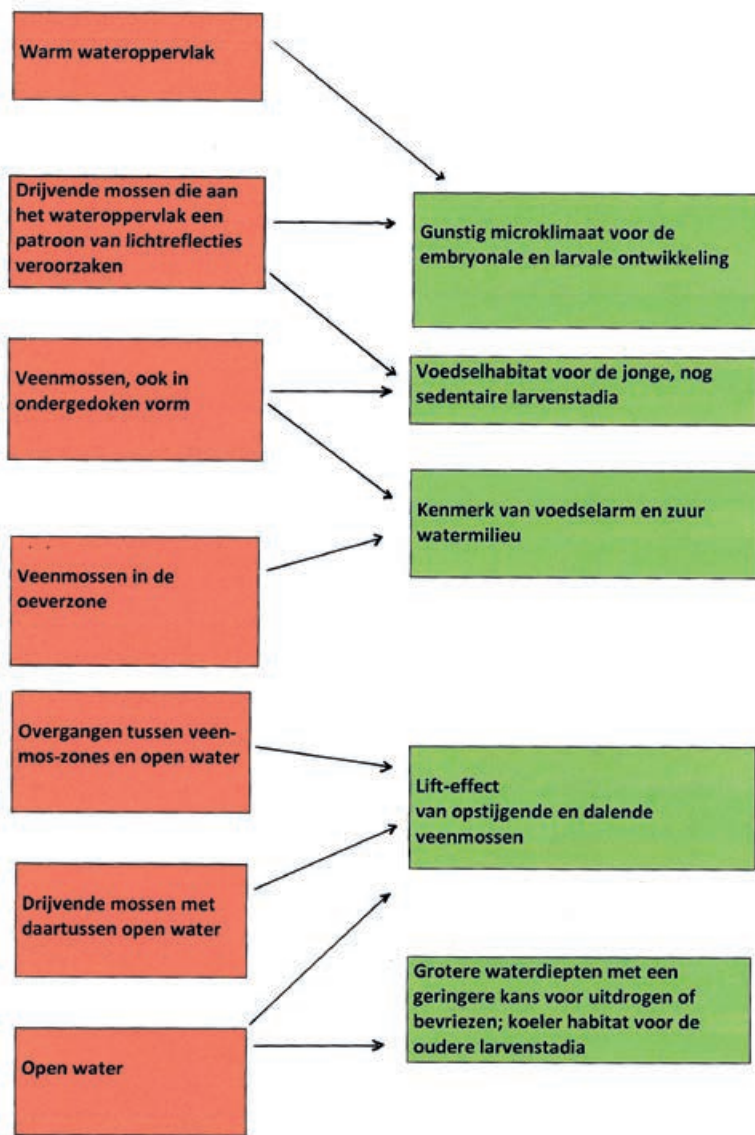 Warm wateroppervlak
Drijvende mossen die aan
het wateroppervlak een
patroon van lichtreflecties
veroorzaken
Gunstig microklimaat voor de
embryonale en larvale ontwikkeling
Veenmossen, ook in
ondergedoken vorm
Voedselhabitat voor de jonge, nog
sedentaire larvenstadia
Kenmerk van voedselarm en zuur
watermilieu
Veenmossen in de
oeverzone
Overgangen tussen veen-
mos-zones en open water
Lift-effect
van opstijgende en dalende
veenmossen
Drijvende mossen met
daartussen open water
Grotere waterdiepten met een
geringere kans voor uitdrogen of
bevriezen; koeler habitat voor de
oudere larvenstadia
Open water